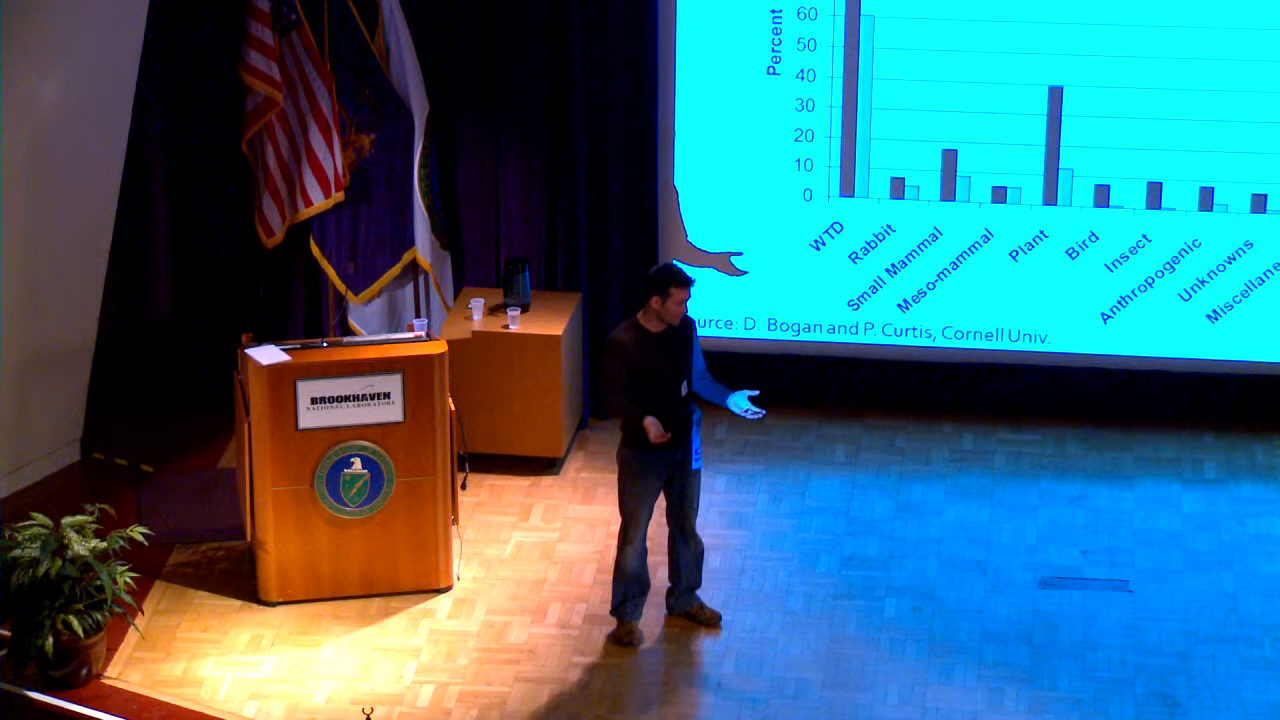 Percent
60
50
40
30
20
10
0
WTD
Rabbit
Small Mammal
Meso-mammal
Plant
Bird
Insect
Anthropogenic
Unknowns
urce: D. Bogan and P. Curtis, Cornell Univ.
BROOKHAVEN
NATIONAL LABORATORY